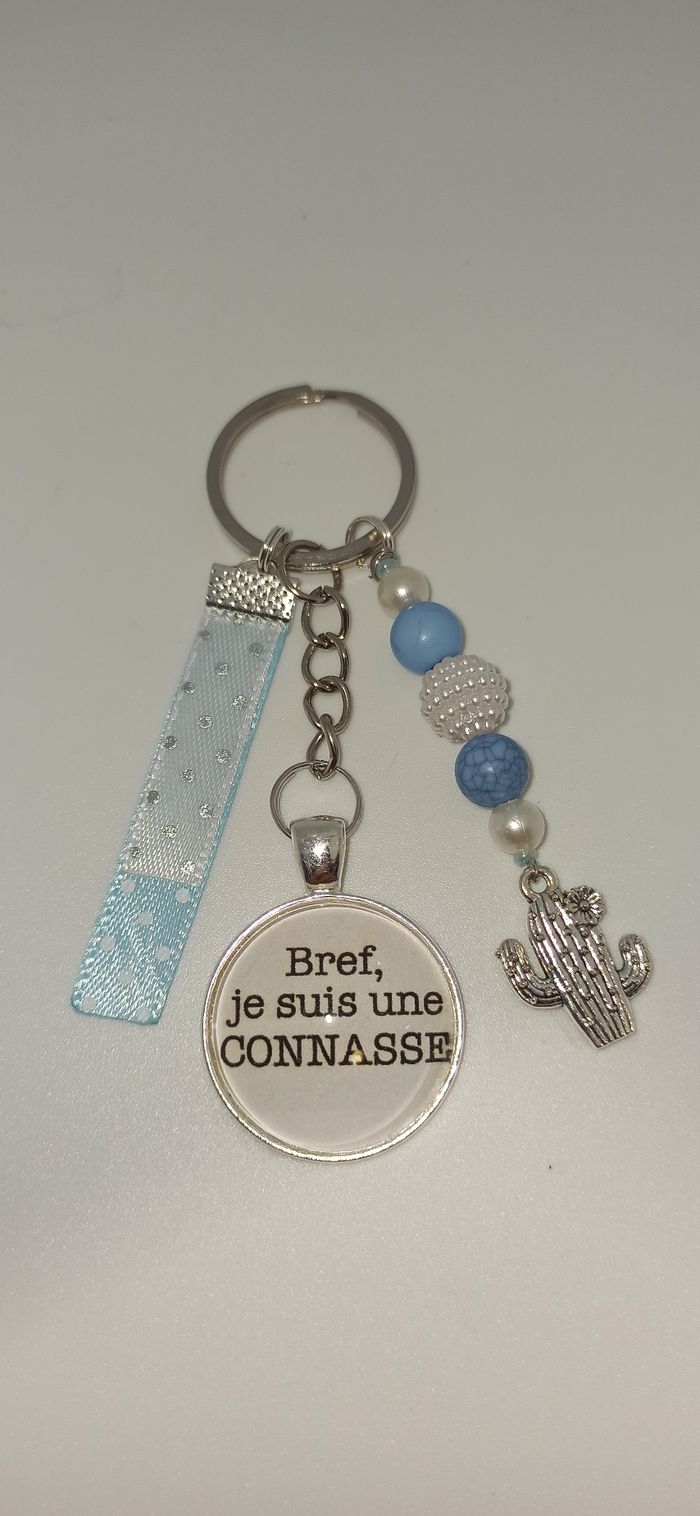 Bref,
je suis une
CONNASSE